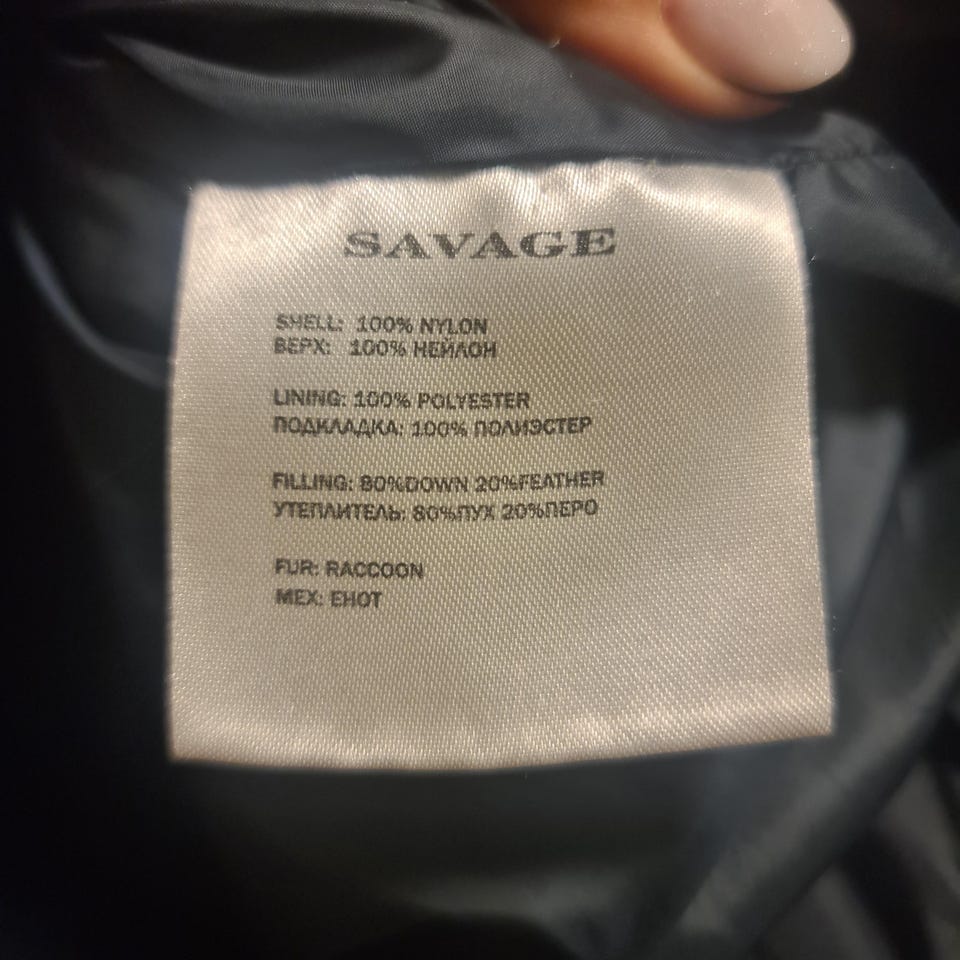 SAVAGE
SHELL: 100% NYLON
ВЕРХ: 100% НЕЙЛОН
LINING: 100% POLYESTER
ПОДКЛАДКА: 100% ПОЛИЭСТЕР
FILLING: 80%DOWN 20%FEATHER
УТЕПЛИТЕЛЬ: 80%ПУХ 20%ПЕРО
FUR: RACCOON
МЕХ: ЕНОТ